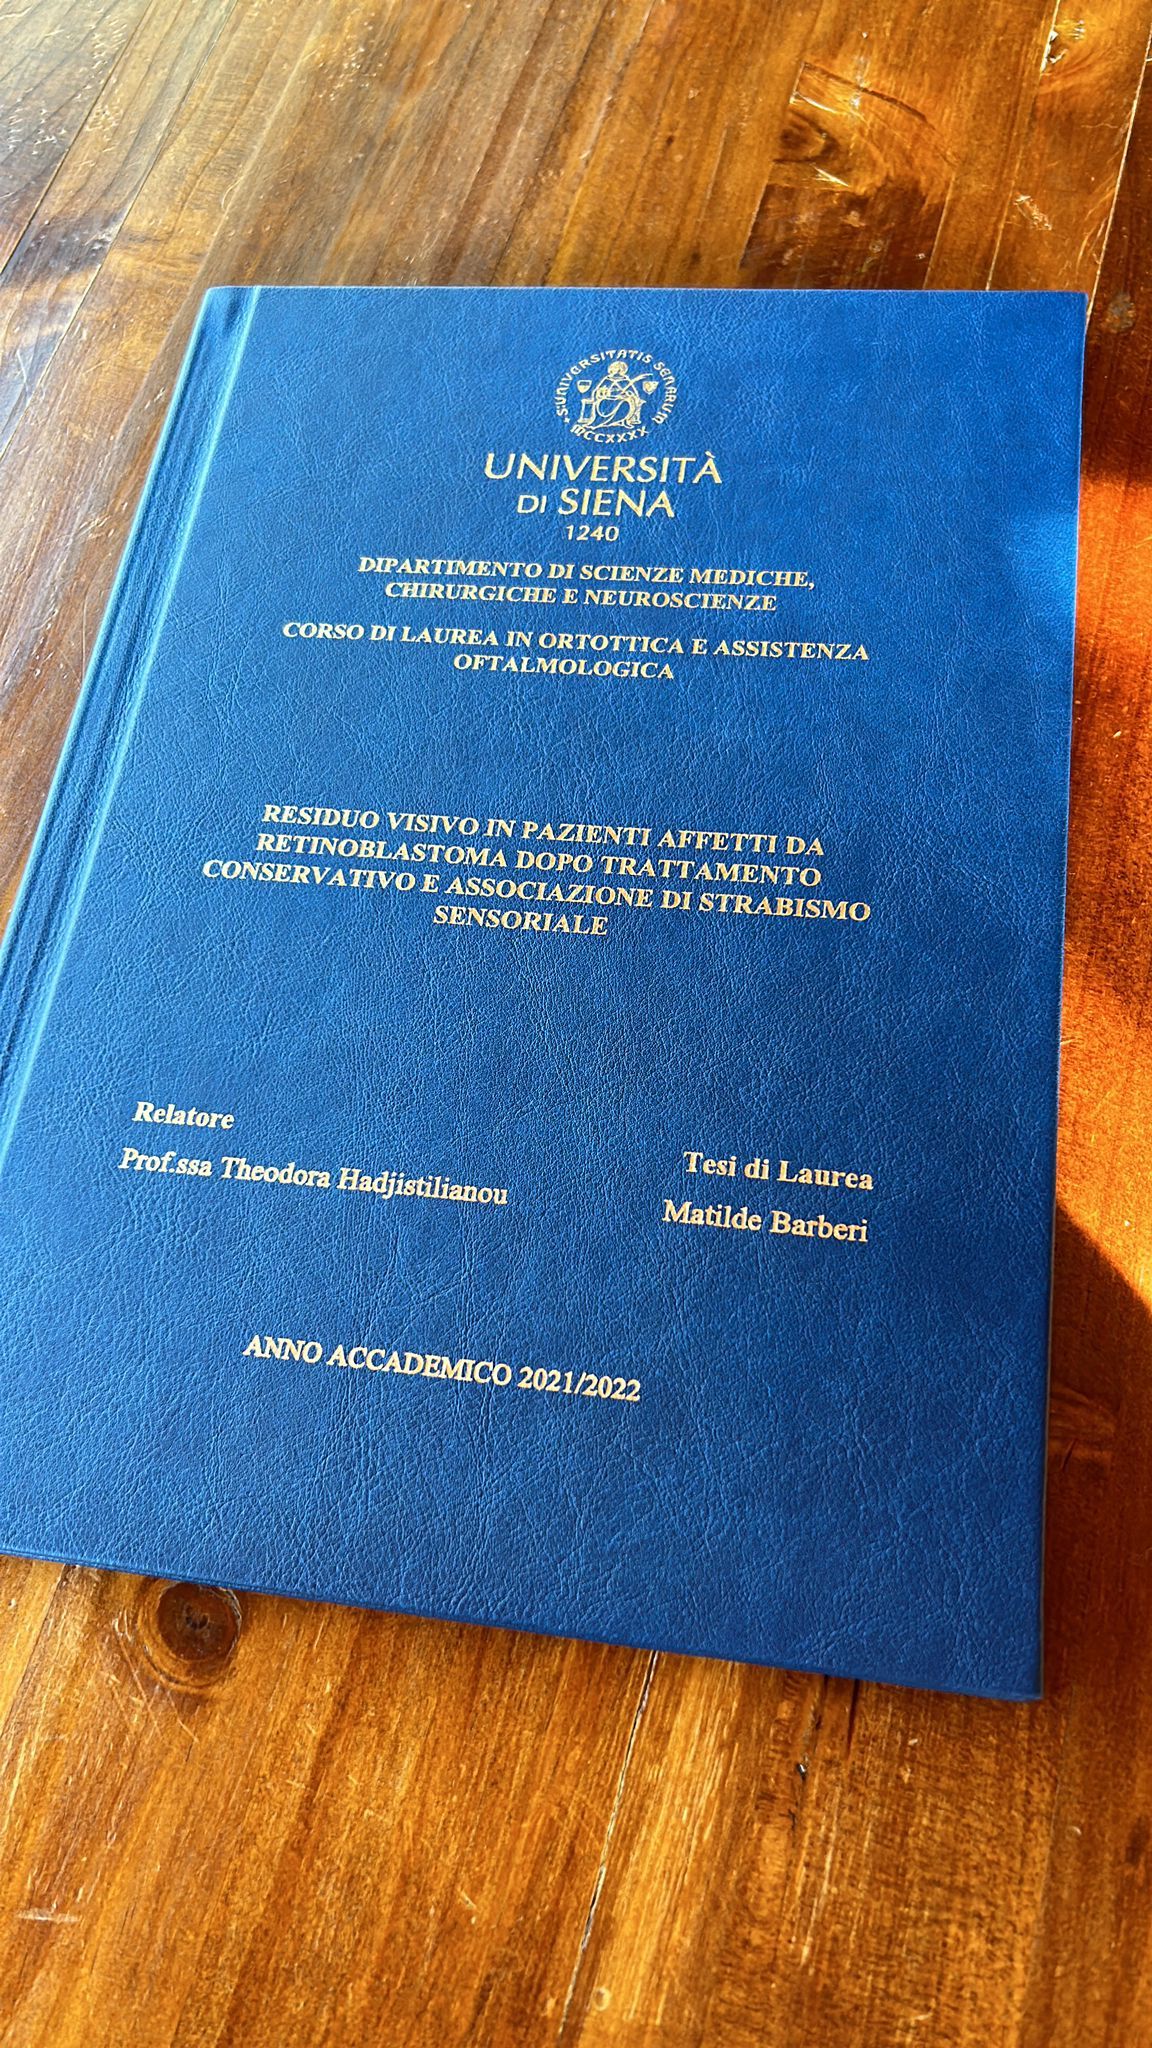 S·UNIVERSITATIS SENARUM
MCCXXXX
UNIVERSITÀ
DI SIENA
1240
DIPARTIMENTO DI SCIENZE MEDICHE,
CHIRURGICHE E NEUROSCIENZE
CORSO DI LAUREA IN ORTOTTICA E ASSISTENZA
OFTALMOLOGICA
RESIDUO VISIVO IN PAZIENTI AFFETTI DA
RETINOBLASTOMA DOPO TRATTAMENTO
CONSERVATIVO E ASSOCIAZIONE DI STRABISMO
SENSORIALE
Relatore
Prof.ssa Theodora Hadjistilianou
Tesi di Laurea
Matilde Barberi
ANNO ACCADEMICO 2021/2022